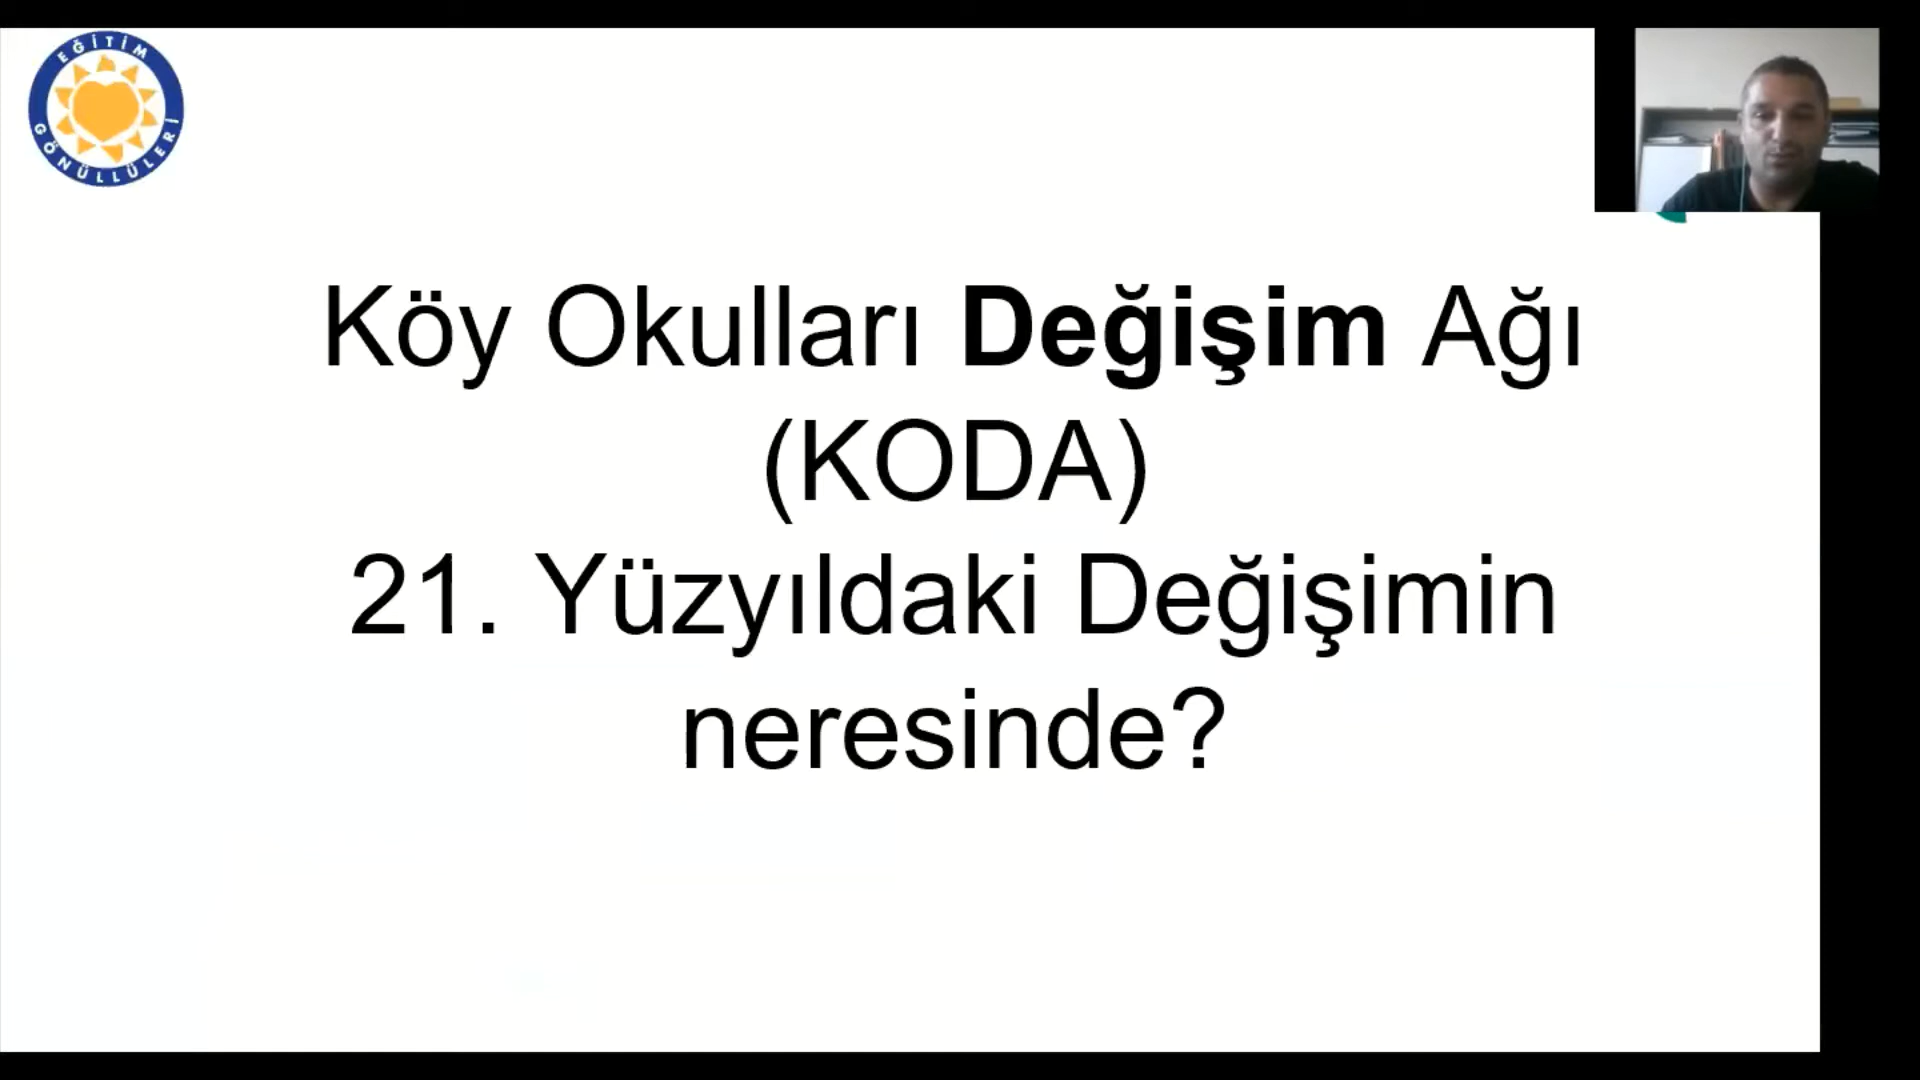 EĞİTİM
GÖNÜLLÜLERİ
Köy Okulları Değişim Ağı
(KODA)
21. Yüzyıldaki Değişimin
neresinde?